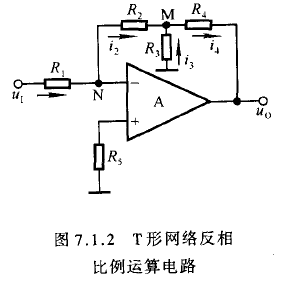 R₂ M R₄
i₂ R₃ i₃ i₄
R₁
N
−
A
+
u_I
u_O
R₅
图 7.1.2 T 形网络反相
比例运算电路